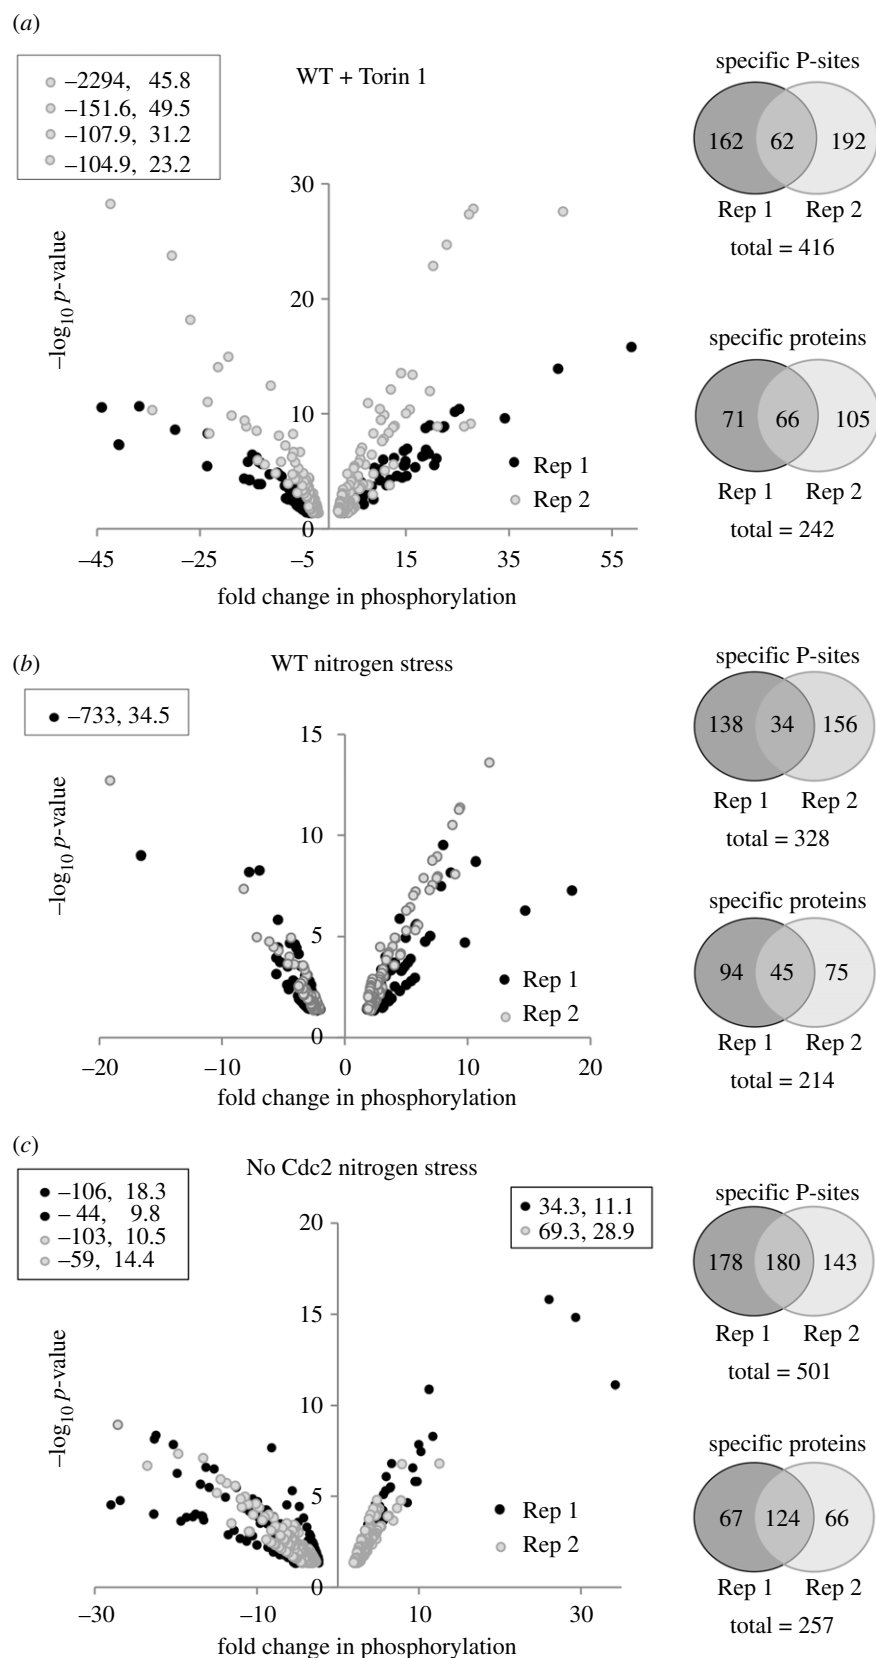 (a)
WT + Torin 1
−2294, 45.8
−151.6, 49.5
−107.9, 31.2
−104.9, 23.2
−log10 p-value
30
20
10
0
−45 −25 −5 15 35 55
fold change in phosphorylation
Rep 1
Rep 2
specific P-sites
162 62 192
Rep 1 Rep 2
total = 416
specific proteins
71 66 105
Rep 1 Rep 2
total = 242
(b)
WT nitrogen stress
−733, 34.5
−log10 p-value
15
10
5
0
−20 −10 0 10 20
fold change in phosphorylation
Rep 1
Rep 2
specific P-sites
138 34 156
Rep 1 Rep 2
total = 328
specific proteins
94 45 75
Rep 1 Rep 2
total = 214
(c)
No Cdc2 nitrogen stress
−106, 18.3
− 44, 9.8
−103, 10.5
−59, 14.4
34.3, 11.1
69.3, 28.9
−log10 p-value
20
15
10
5
0
−30 −10 10 30
fold change in phosphorylation
Rep 1
Rep 2
specific P-sites
178 180 143
Rep 1 Rep 2
total = 501
specific proteins
67 124 66
Rep 1 Rep 2
total = 257